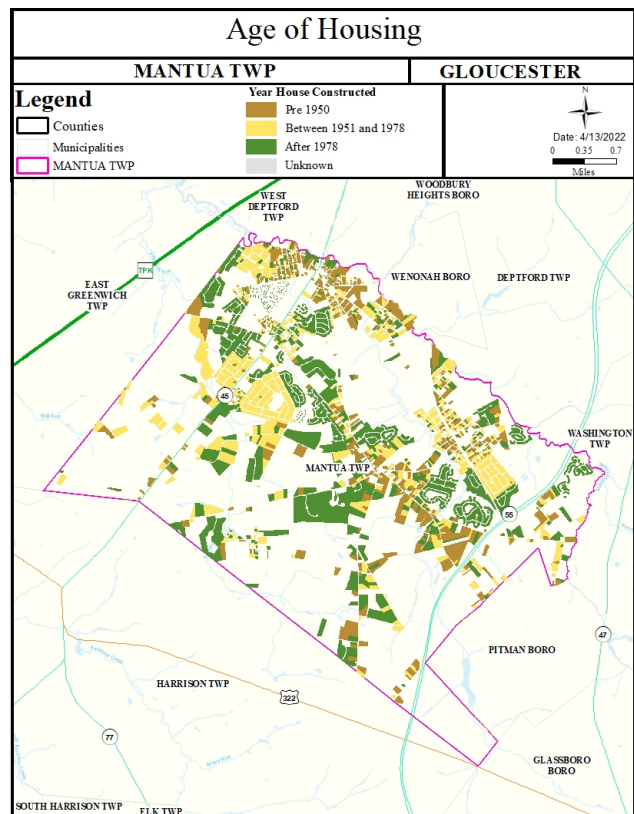 Age of Housing
MANTUA TWP
GLOUCESTER
Legend
Counties
Municipalities
MANTUA TWP
Year House Constructed
Pre 1950
Between 1951 and 1978
After 1978
Unknown
N
Date: 4/13/2022
0 0.35 0.7
Miles
WOODBURY
HEIGHTS BORO
WEST
DEPTFORD
TWP
TPK
WENONAH BORO
DEPTFORD TWP
EAST
GREENWICH
TWP
45
WASHINGTON
TWP
MANTUA TWP
55
47
PITMAN BORO
HARRISON TWP
322
77
GLASSBORO
BORO
SOUTH HARRISON TWP
ELK TWP